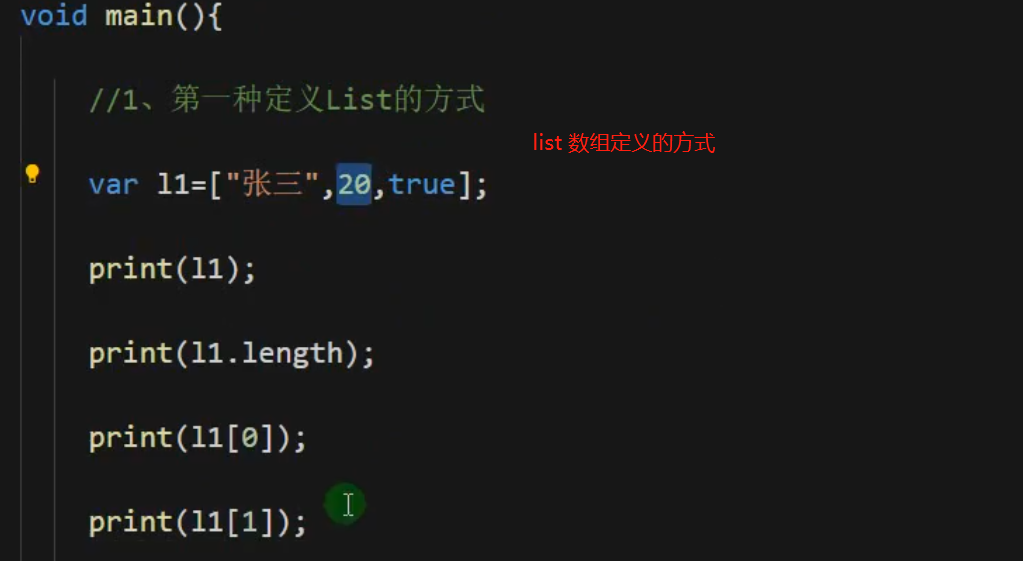 void main(){
//1、第一种定义List的方式
list 数组定义的方式
var l1=["张三",20,true];
print(l1);
print(l1.length);
print(l1[0]);
print(l1[1]);